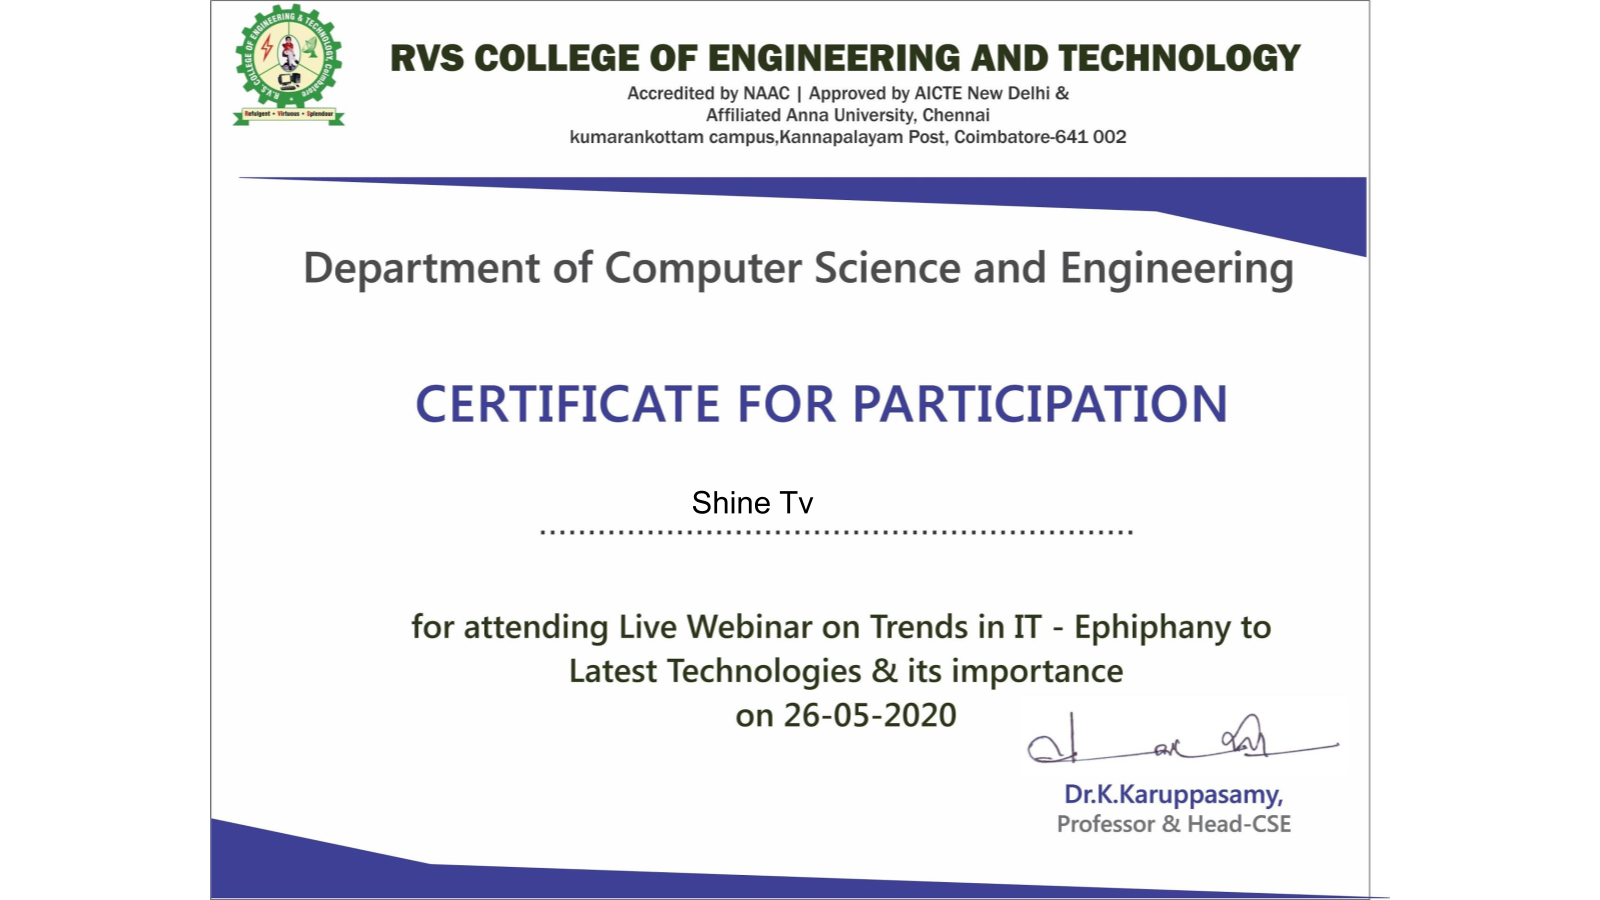 R.V.S. COLLEGE OF ENGINEERING & TECHNOLOGY, Coimbatore
Refulgent • Virtuous • Splendour
RVS COLLEGE OF ENGINEERING AND TECHNOLOGY
Accredited by NAAC | Approved by AICTE New Delhi &
Affiliated Anna University, Chennai
kumarankottam campus,Kannapalayam Post, Coimbatore-641 002
Department of Computer Science and Engineering
CERTIFICATE FOR PARTICIPATION
Shine Tv
for attending Live Webinar on Trends in IT - Ephiphany to
Latest Technologies & its importance
on 26-05-2020
Dr.K.Karuppasamy,
Professor & Head-CSE